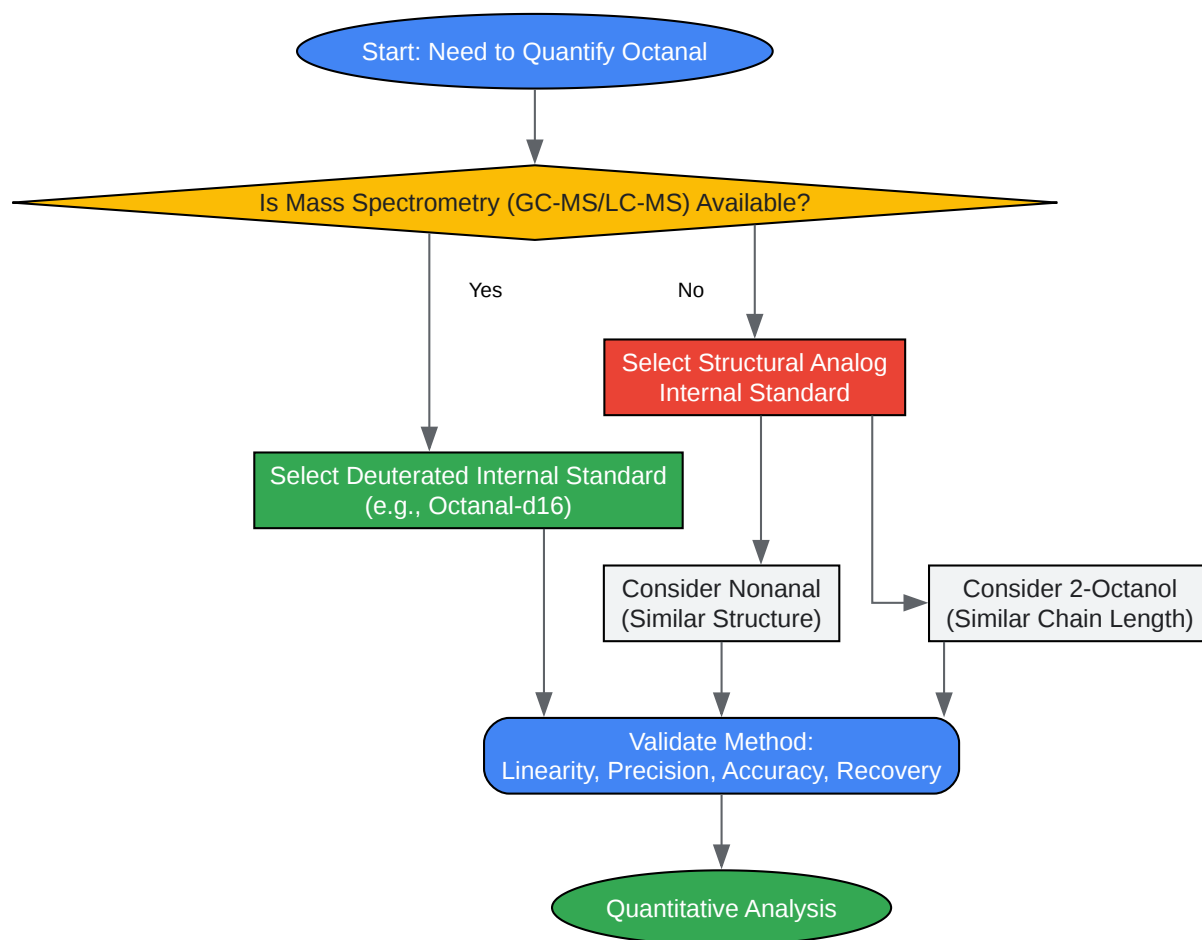 Start: Need to Quantify Octanal
Is Mass Spectrometry (GC-MS/LC-MS) Available?
Yes
No
Select Structural Analog
Internal Standard
Select Deuterated Internal Standard
(e.g., Octanal-d16)
Consider Nonanal
(Similar Structure)
Consider 2-Octanol
(Similar Chain Length)
Validate Method:
Linearity, Precision, Accuracy, Recovery
Quantitative Analysis